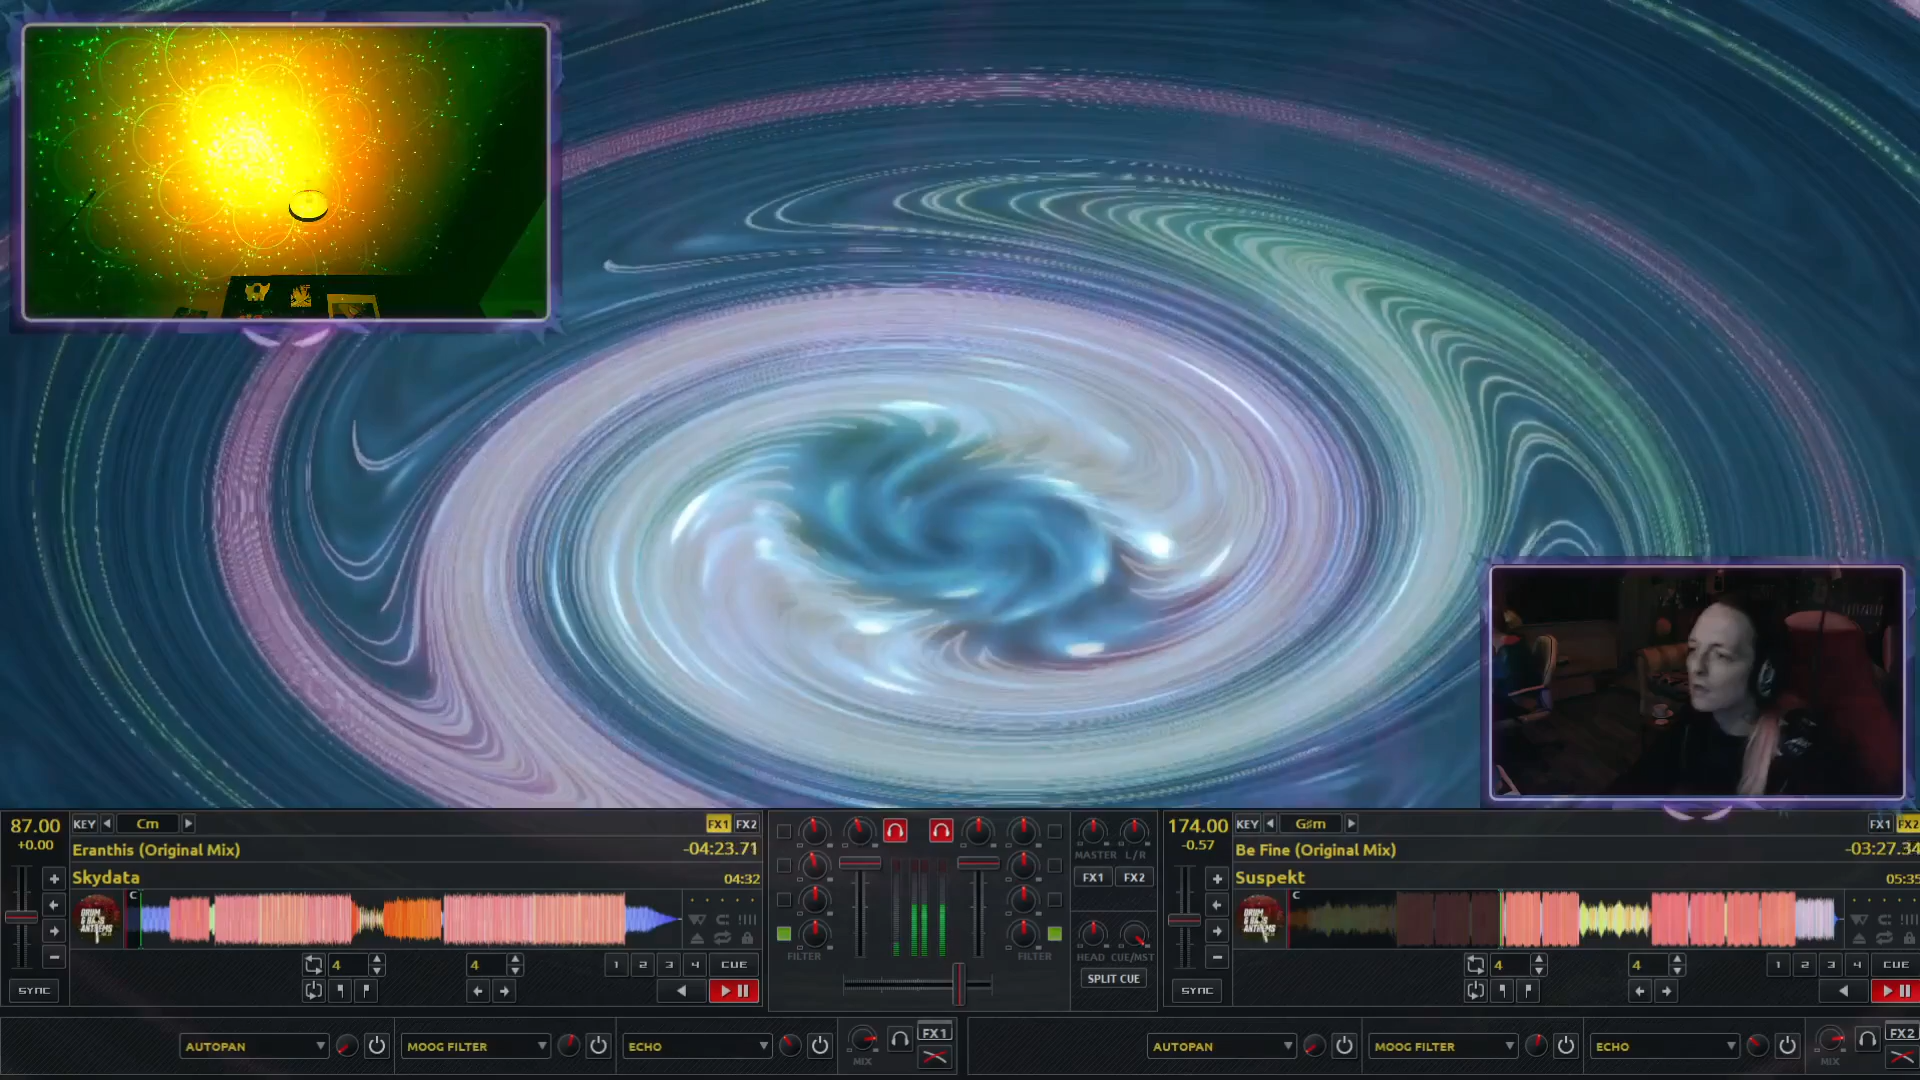 87.00
+0.00
KEY Cm FX1 FX2
Eranthis (Original Mix) -04:23.71
Skydata 04:32
C
DRUM & BASS ANTHEMS
4 4 1 2 3 4 CUE
SYNC
FILTER FILTER
MASTER L/R
FX1 FX2
HEAD CUE/MST
SPLIT CUE
174.00
-0.57
KEY G#m FX1 FX2
Be Fine (Original Mix) -03:27.34
Suspekt 05:35
C
4 4 1 2 3 4 CUE
SYNC
AUTOPAN MOOG FILTER ECHO MIX FX1
AUTOPAN MOOG FILTER ECHO MIX FX2